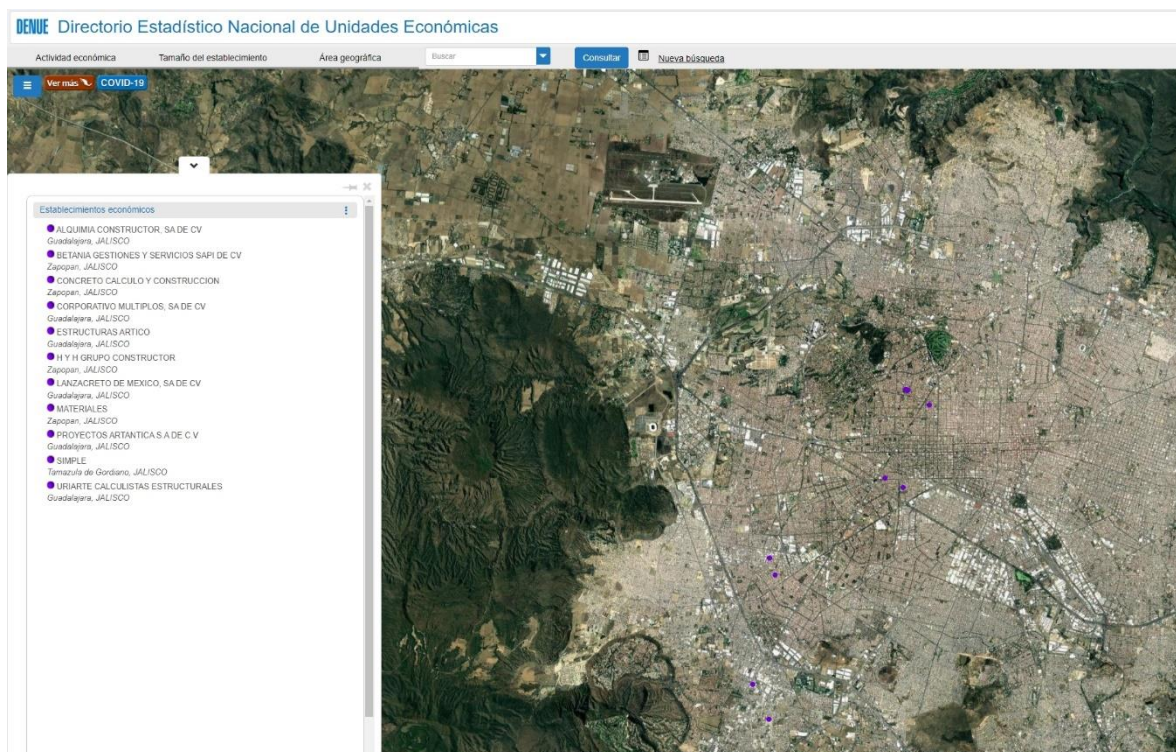 DENUE Directorio Estadístico Nacional de Unidades Económicas
Actividad económica Tamaño del establecimiento Área geográfica Buscar Consultar Nueva búsqueda
Ver más COVID-19
Establecimientos económicos
ALQUIMIA CONSTRUCTOR, SA DE CV
Guadalajara, JALISCO
BETANIA GESTIONES Y SERVICIOS SAPI DE CV
Zapopan, JALISCO
CONCRETO CALCULO Y CONSTRUCCION
Zapopan, JALISCO
CORPORATIVO MULTIPLOS, SA DE CV
Guadalajara, JALISCO
ESTRUCTURAS ARTICO
Guadalajara, JALISCO
H Y H GRUPO CONSTRUCTOR
Zapopan, JALISCO
LANZACRETO DE MEXICO, SA DE CV
Guadalajara, JALISCO
MATERIALES
Zapopan, JALISCO
PROYECTOS ARTANTICA S.A DE C.V
Guadalajara, JALISCO
SIMPLE
Tamazula de Gordiano, JALISCO
URIARTE CALCULISTAS ESTRUCTURALES
Guadalajara, JALISCO